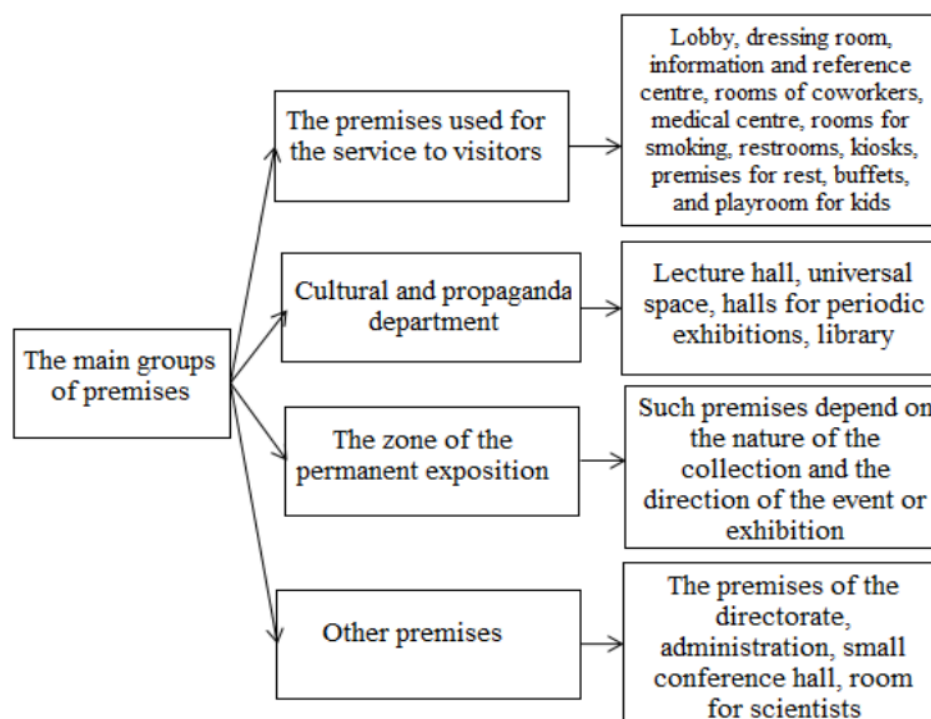 The main groups
of premises
The premises used for
the service to visitors
Lobby, dressing room,
information and reference
centre, rooms of coworkers,
medical centre, rooms for
smoking, restrooms, kiosks,
premises for rest, buffets,
and playroom for kids
Cultural and propaganda
department
Lecture hall, universal
space, halls for periodic
exhibitions, library
The zone of the
permanent exposition
Such premises depend on
the nature of the
collection and the
direction of the event or
exhibition
Other premises
The premises of the
directorate,
administration, small
conference hall, room
for scientists